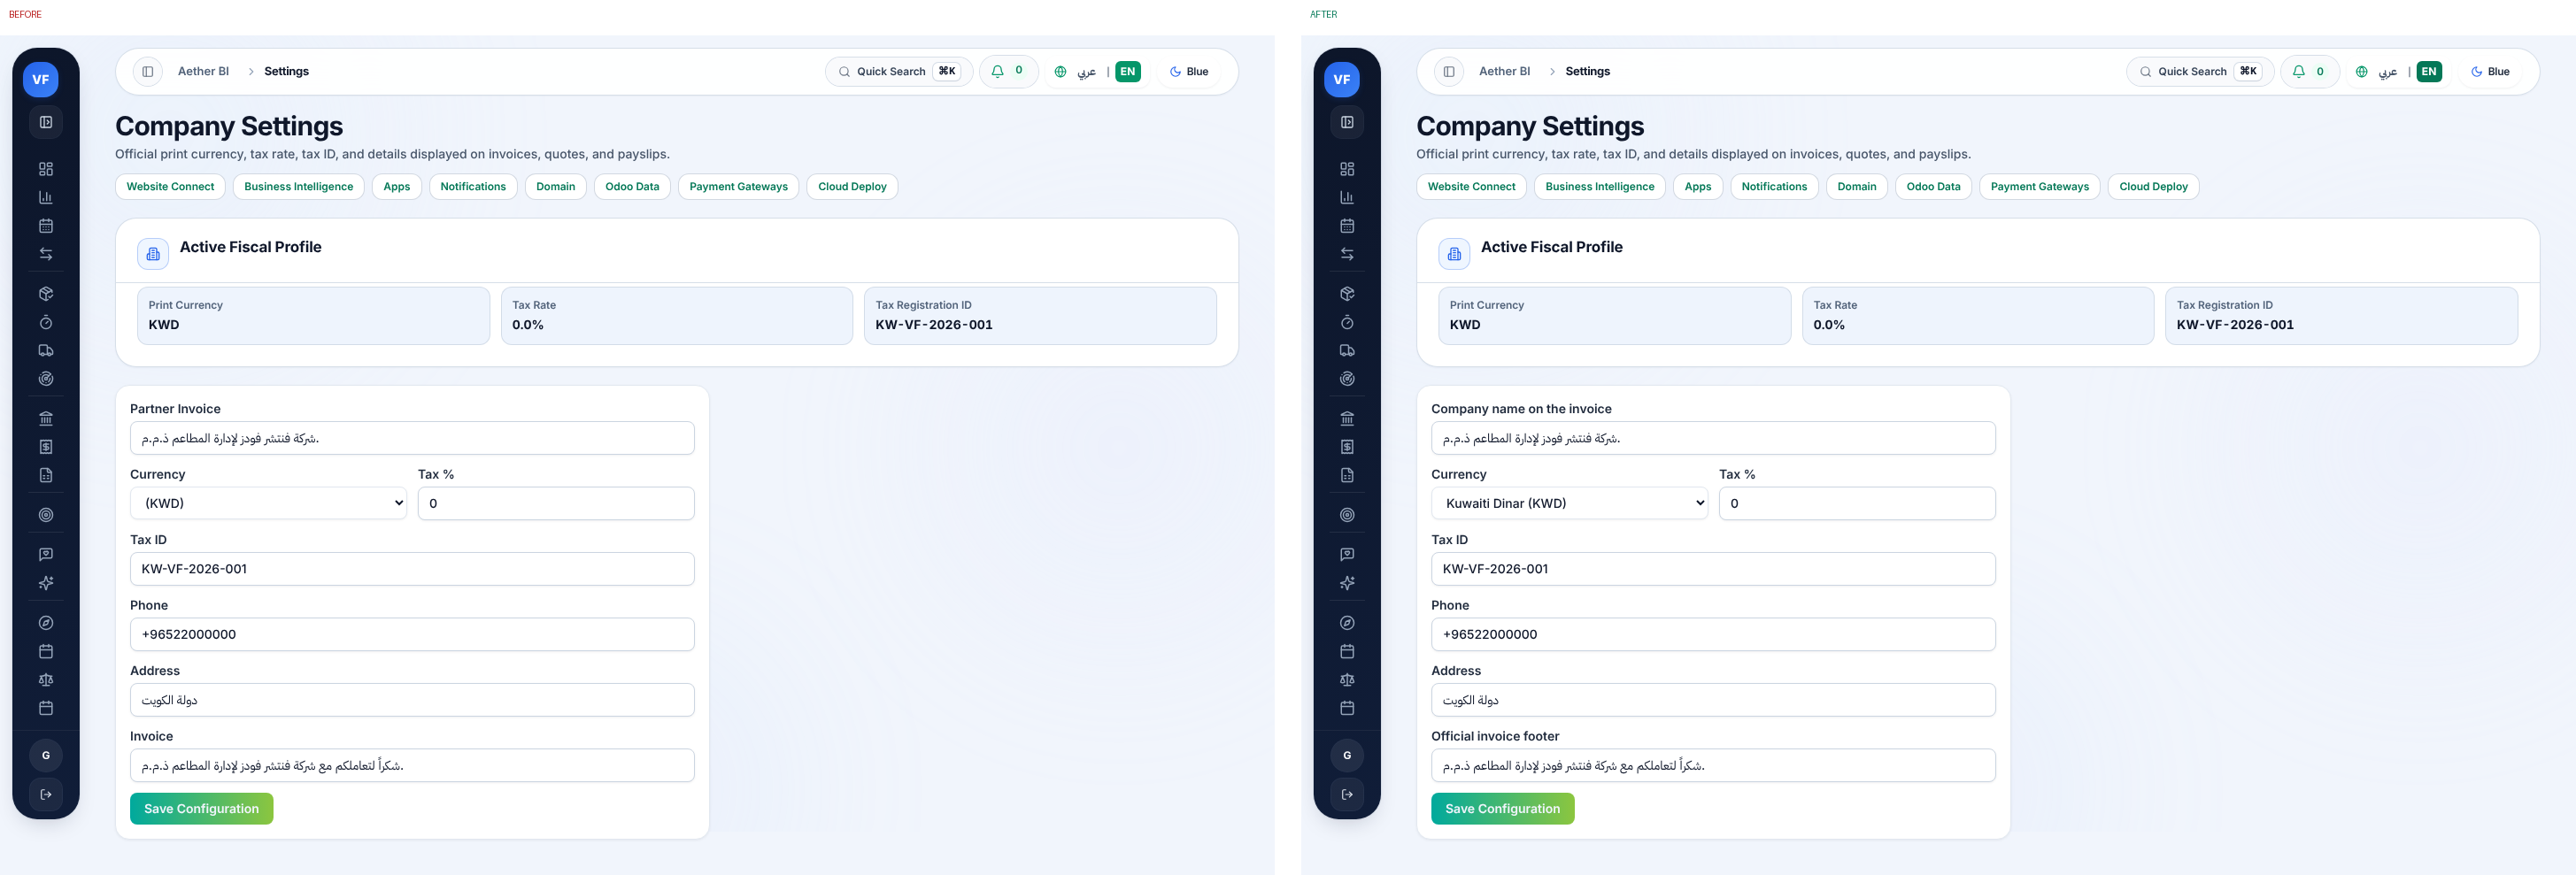 BEFORE
VF
Aether BI > Settings
Quick Search ⌘K
0
عربي | EN
Blue
Company Settings
Official print currency, tax rate, tax ID, and details displayed on invoices, quotes, and payslips.
Website Connect
Business Intelligence
Apps
Notifications
Domain
Odoo Data
Payment Gateways
Cloud Deploy
Active Fiscal Profile
Print Currency
KWD
Tax Rate
0.0%
Tax Registration ID
KW-VF-2026-001
Partner Invoice
شركة فنتشر فودز لإدارة المطاعم ذ.م.م.
Currency
(KWD)
Tax %
0
Tax ID
KW-VF-2026-001
Phone
+96522000000
Address
دولة الكويت
Invoice
شكراً لتعاملكم مع شركة فنتشر فودز لإدارة المطاعم ذ.م.م.
Save Configuration
G
AFTER
VF
Aether BI > Settings
Quick Search ⌘K
0
عربي | EN
Blue
Company Settings
Official print currency, tax rate, tax ID, and details displayed on invoices, quotes, and payslips.
Website Connect
Business Intelligence
Apps
Notifications
Domain
Odoo Data
Payment Gateways
Cloud Deploy
Active Fiscal Profile
Print Currency
KWD
Tax Rate
0.0%
Tax Registration ID
KW-VF-2026-001
Company name on the invoice
شركة فنتشر فودز لإدارة المطاعم ذ.م.م.
Currency
Kuwaiti Dinar (KWD)
Tax %
0
Tax ID
KW-VF-2026-001
Phone
+96522000000
Address
دولة الكويت
Official invoice footer
شكراً لتعاملكم مع شركة فنتشر فودز لإدارة المطاعم ذ.م.م.
Save Configuration
G